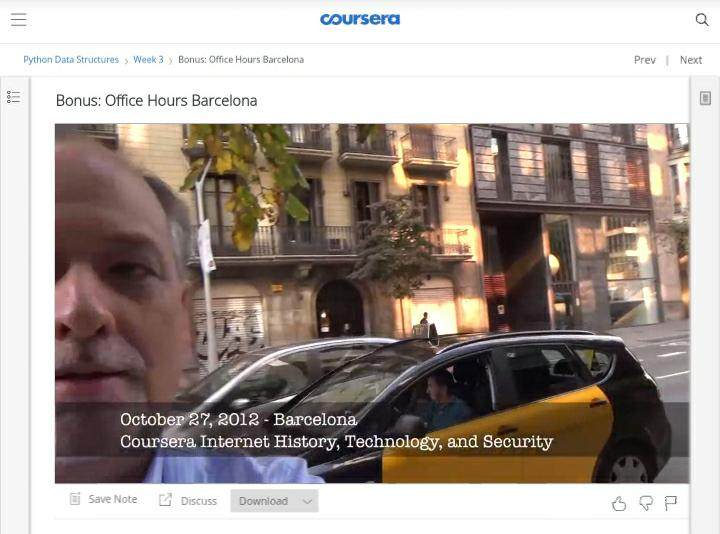 coursera
Python Data Structures > Week 3 > Bonus: Office Hours Barcelona
Prev | Next
Bonus: Office Hours Barcelona
October 27, 2012 - Barcelona
Coursera Internet History, Technology, and Security
Save Note
Discuss
Download